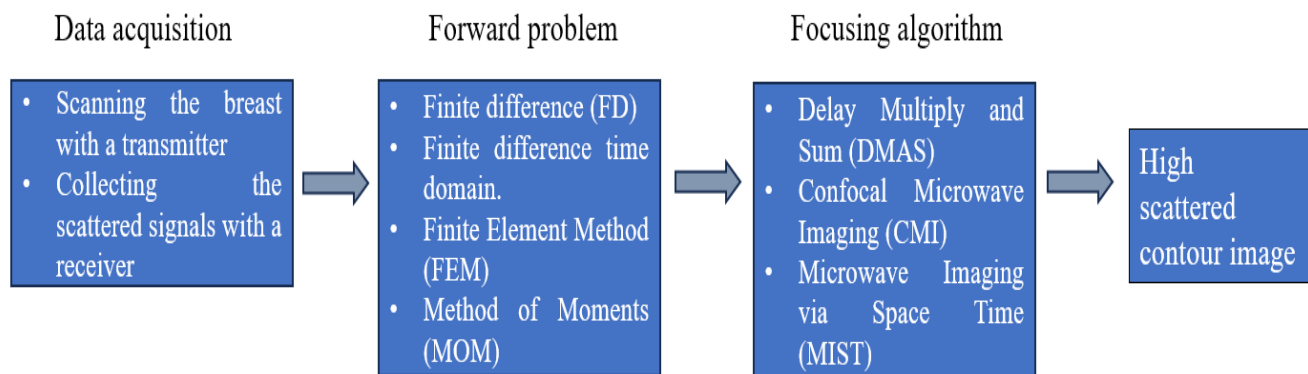 Data acquisition
• Scanning the breast
with a transmitter
• Collecting the
scattered signals with a
receiver
Forward problem
• Finite difference (FD)
• Finite difference time
domain.
• Finite Element Method
(FEM)
• Method of Moments
(MOM)
Focusing algorithm
• Delay Multiply and
Sum (DMAS)
• Confocal Microwave
Imaging (CMI)
• Microwave Imaging
via Space Time
(MIST)
High
scattered
contour image